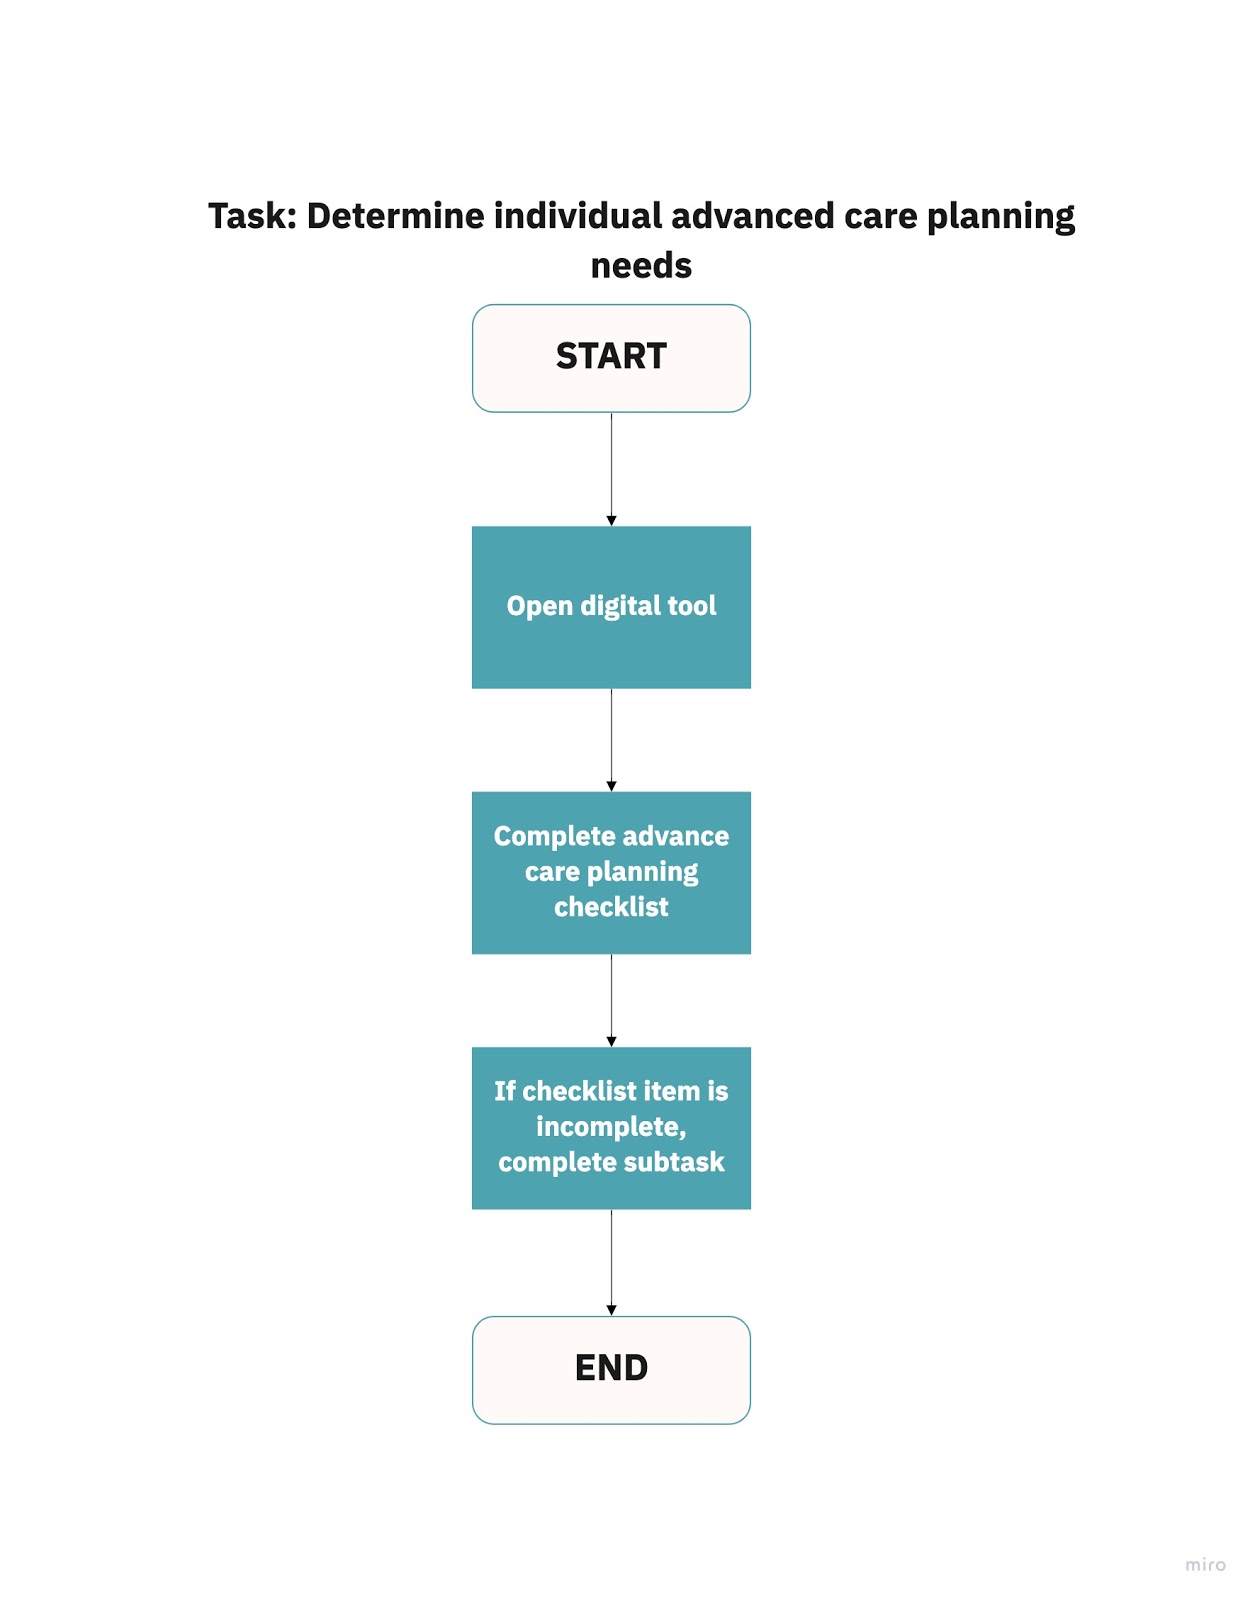 Task: Determine individual advanced care planning
needs
START
Open digital tool
Complete advance
care planning
checklist
If checklist item is
incomplete,
complete subtask
END
miro